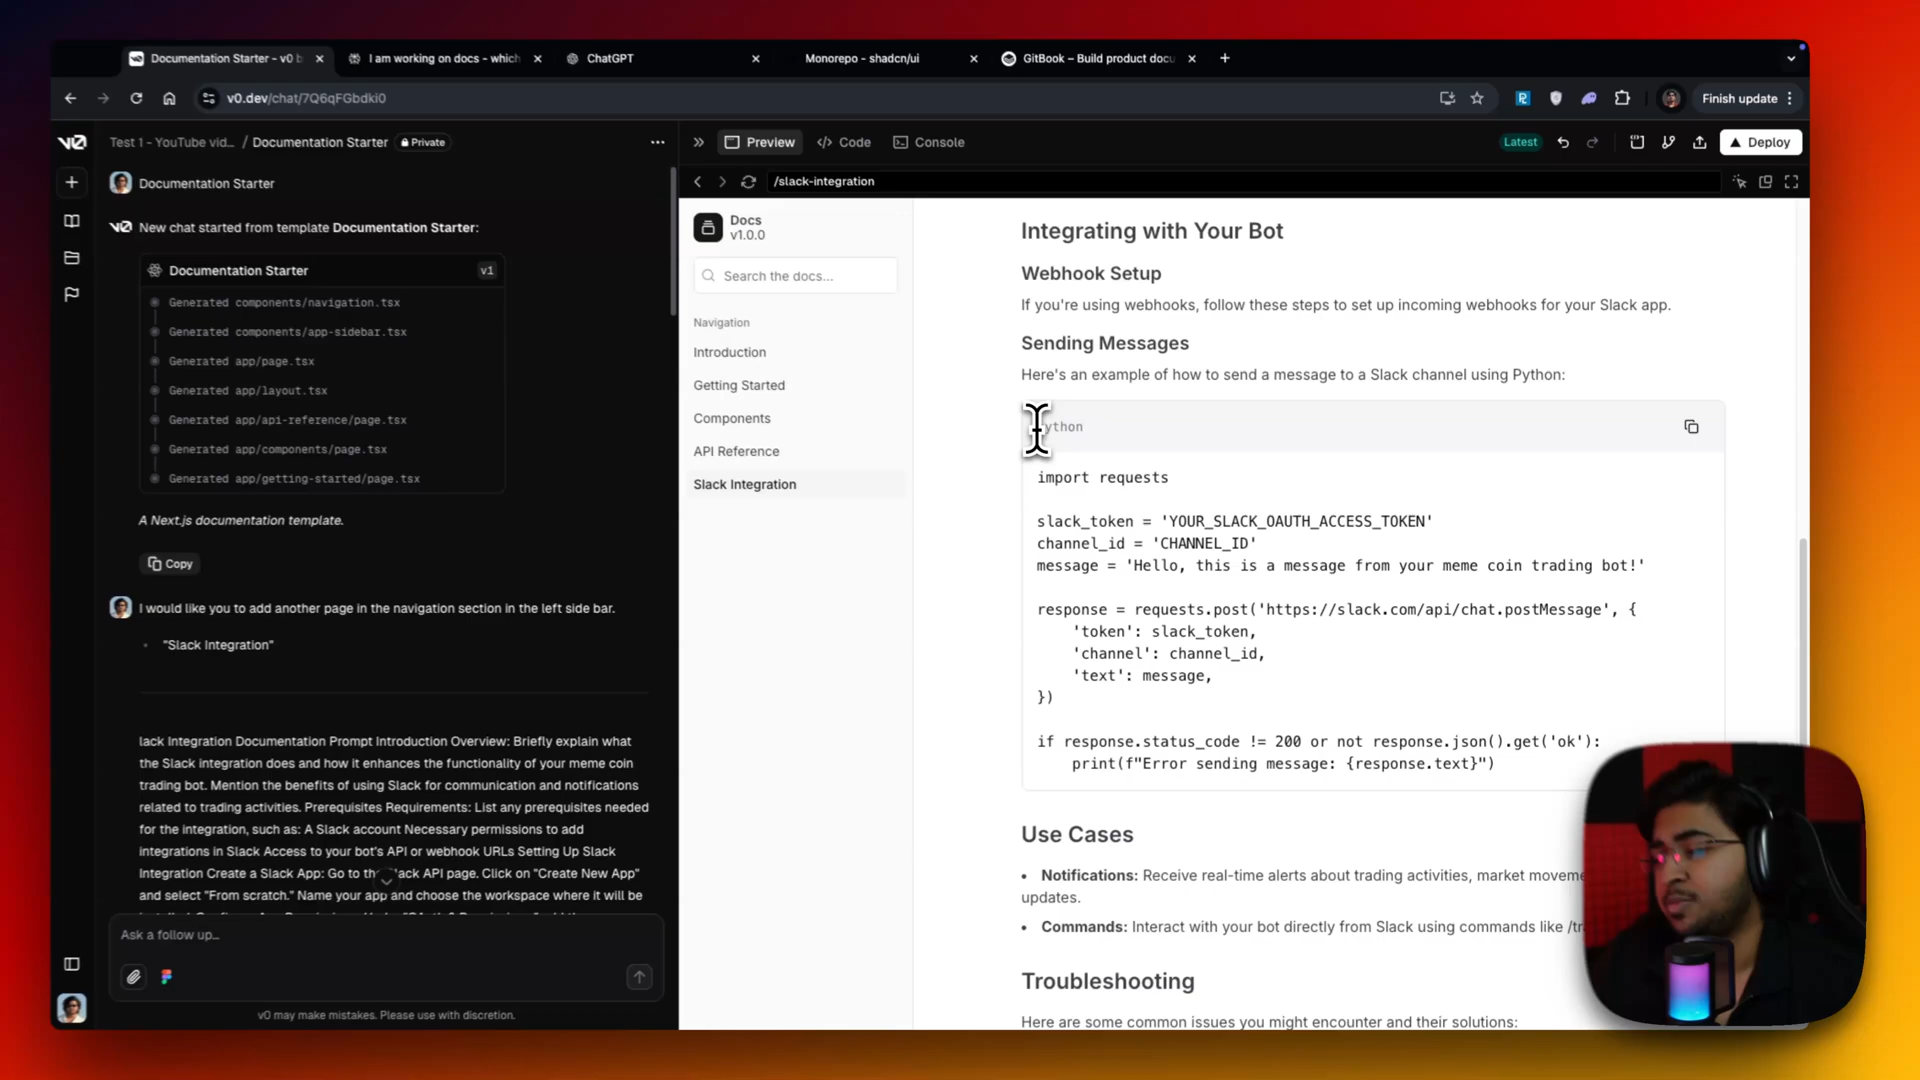 Documentation Starter - v0 b
I am working on docs - which
ChatGPT
Monorepo - shadcn/ui
GitBook – Build product docu
v0.dev/chat/7Q6qFGbdki0
Finish update
v0
Test 1 - YouTube vid... / Documentation Starter
Private
Preview
Code
Console
Latest
Deploy
/slack-integration
Documentation Starter
v0 New chat started from template Documentation Starter:
Documentation Starter
v1
Generated components/navigation.tsx
Generated components/app-sidebar.tsx
Generated app/page.tsx
Generated app/layout.tsx
Generated app/api-reference/page.tsx
Generated app/components/page.tsx
Generated app/getting-started/page.tsx
A Next.js documentation template.
Copy
I would like you to add another page in the navigation section in the left side bar.
"Slack Integration"
lack Integration Documentation Prompt Introduction Overview: Briefly explain what
the Slack integration does and how it enhances the functionality of your meme coin
trading bot. Mention the benefits of using Slack for communication and notifications
related to trading activities. Prerequisites Requirements: List any prerequisites needed
for the integration, such as: A Slack account Necessary permissions to add
integrations in Slack Access to your bot's API or webhook URLs Setting Up Slack
Integration Create a Slack App: Go to the Slack API page. Click on "Create New App"
and select "From scratch." Name your app and choose the workspace where it will be
Ask a follow up...
v0 may make mistakes. Please use with discretion.
Docs
v1.0.0
Search the docs...
Navigation
Introduction
Getting Started
Components
API Reference
Slack Integration
Integrating with Your Bot
Webhook Setup
If you're using webhooks, follow these steps to set up incoming webhooks for your Slack app.
Sending Messages
Here's an example of how to send a message to a Slack channel using Python:
ython
import requests
slack_token = 'YOUR_SLACK_OAUTH_ACCESS_TOKEN'
channel_id = 'CHANNEL_ID'
message = 'Hello, this is a message from your meme coin trading bot!'
response = requests.post('https://slack.com/api/chat.postMessage', {
'token': slack_token,
'channel': channel_id,
'text': message,
})
if response.status_code != 200 or not response.json().get('ok'):
print(f"Error sending message: {response.text}")
Use Cases
• Notifications: Receive real-time alerts about trading activities, market moveme
updates.
• Commands: Interact with your bot directly from Slack using commands like /tr
Troubleshooting
Here are some common issues you might encounter and their solutions: